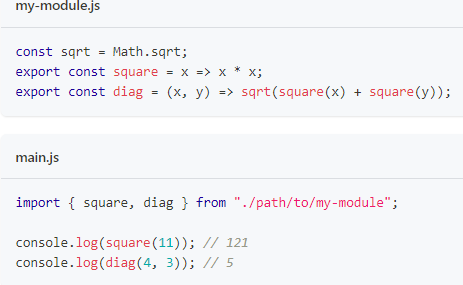 my-module.js
const sqrt = Math.sqrt;
export const square = x => x * x;
export const diag = (x, y) => sqrt(square(x) + square(y));
main.js
import { square, diag } from "./path/to/my-module";
console.log(square(11)); // 121
console.log(diag(4, 3)); // 5